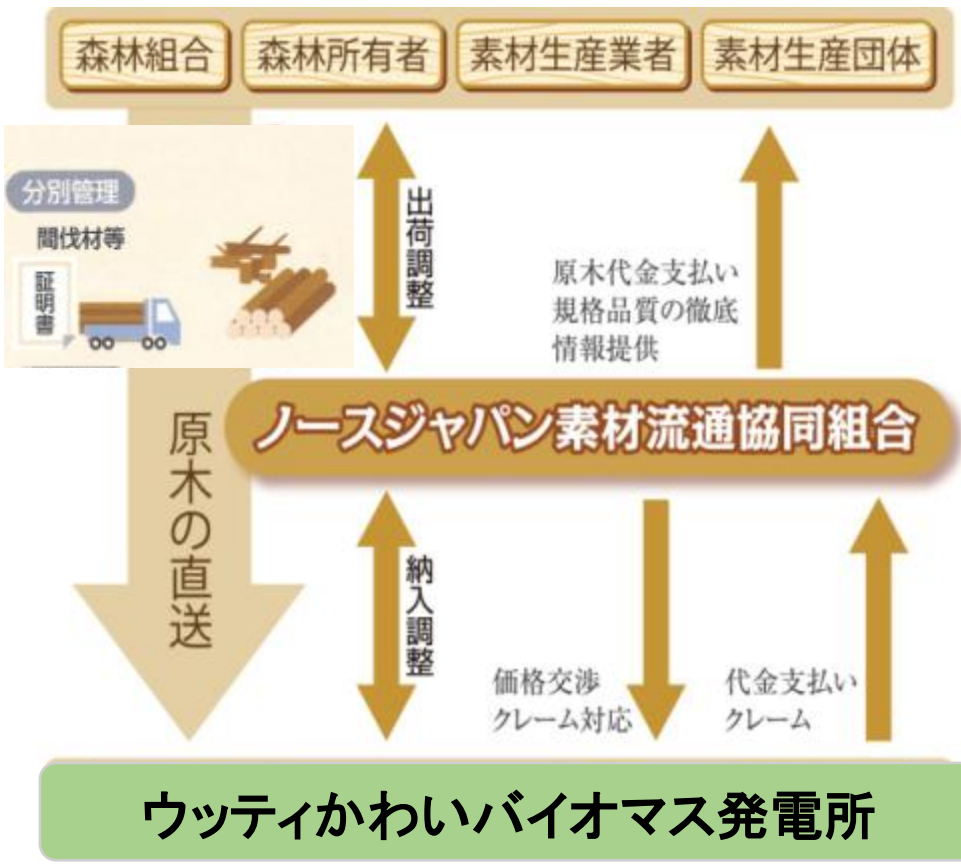 森林組合
森林所有者
素材生産業者
素材生産団体
分別管理
間伐材等
証明書
出荷調整
原木代金支払い
規格品質の徹底
情報提供
ノースジャパン素材流通協同組合
原木の直送
納入調整
価格交渉
クレーム対応
代金支払い
クレーム
ウッティかわいバイオマス発電所